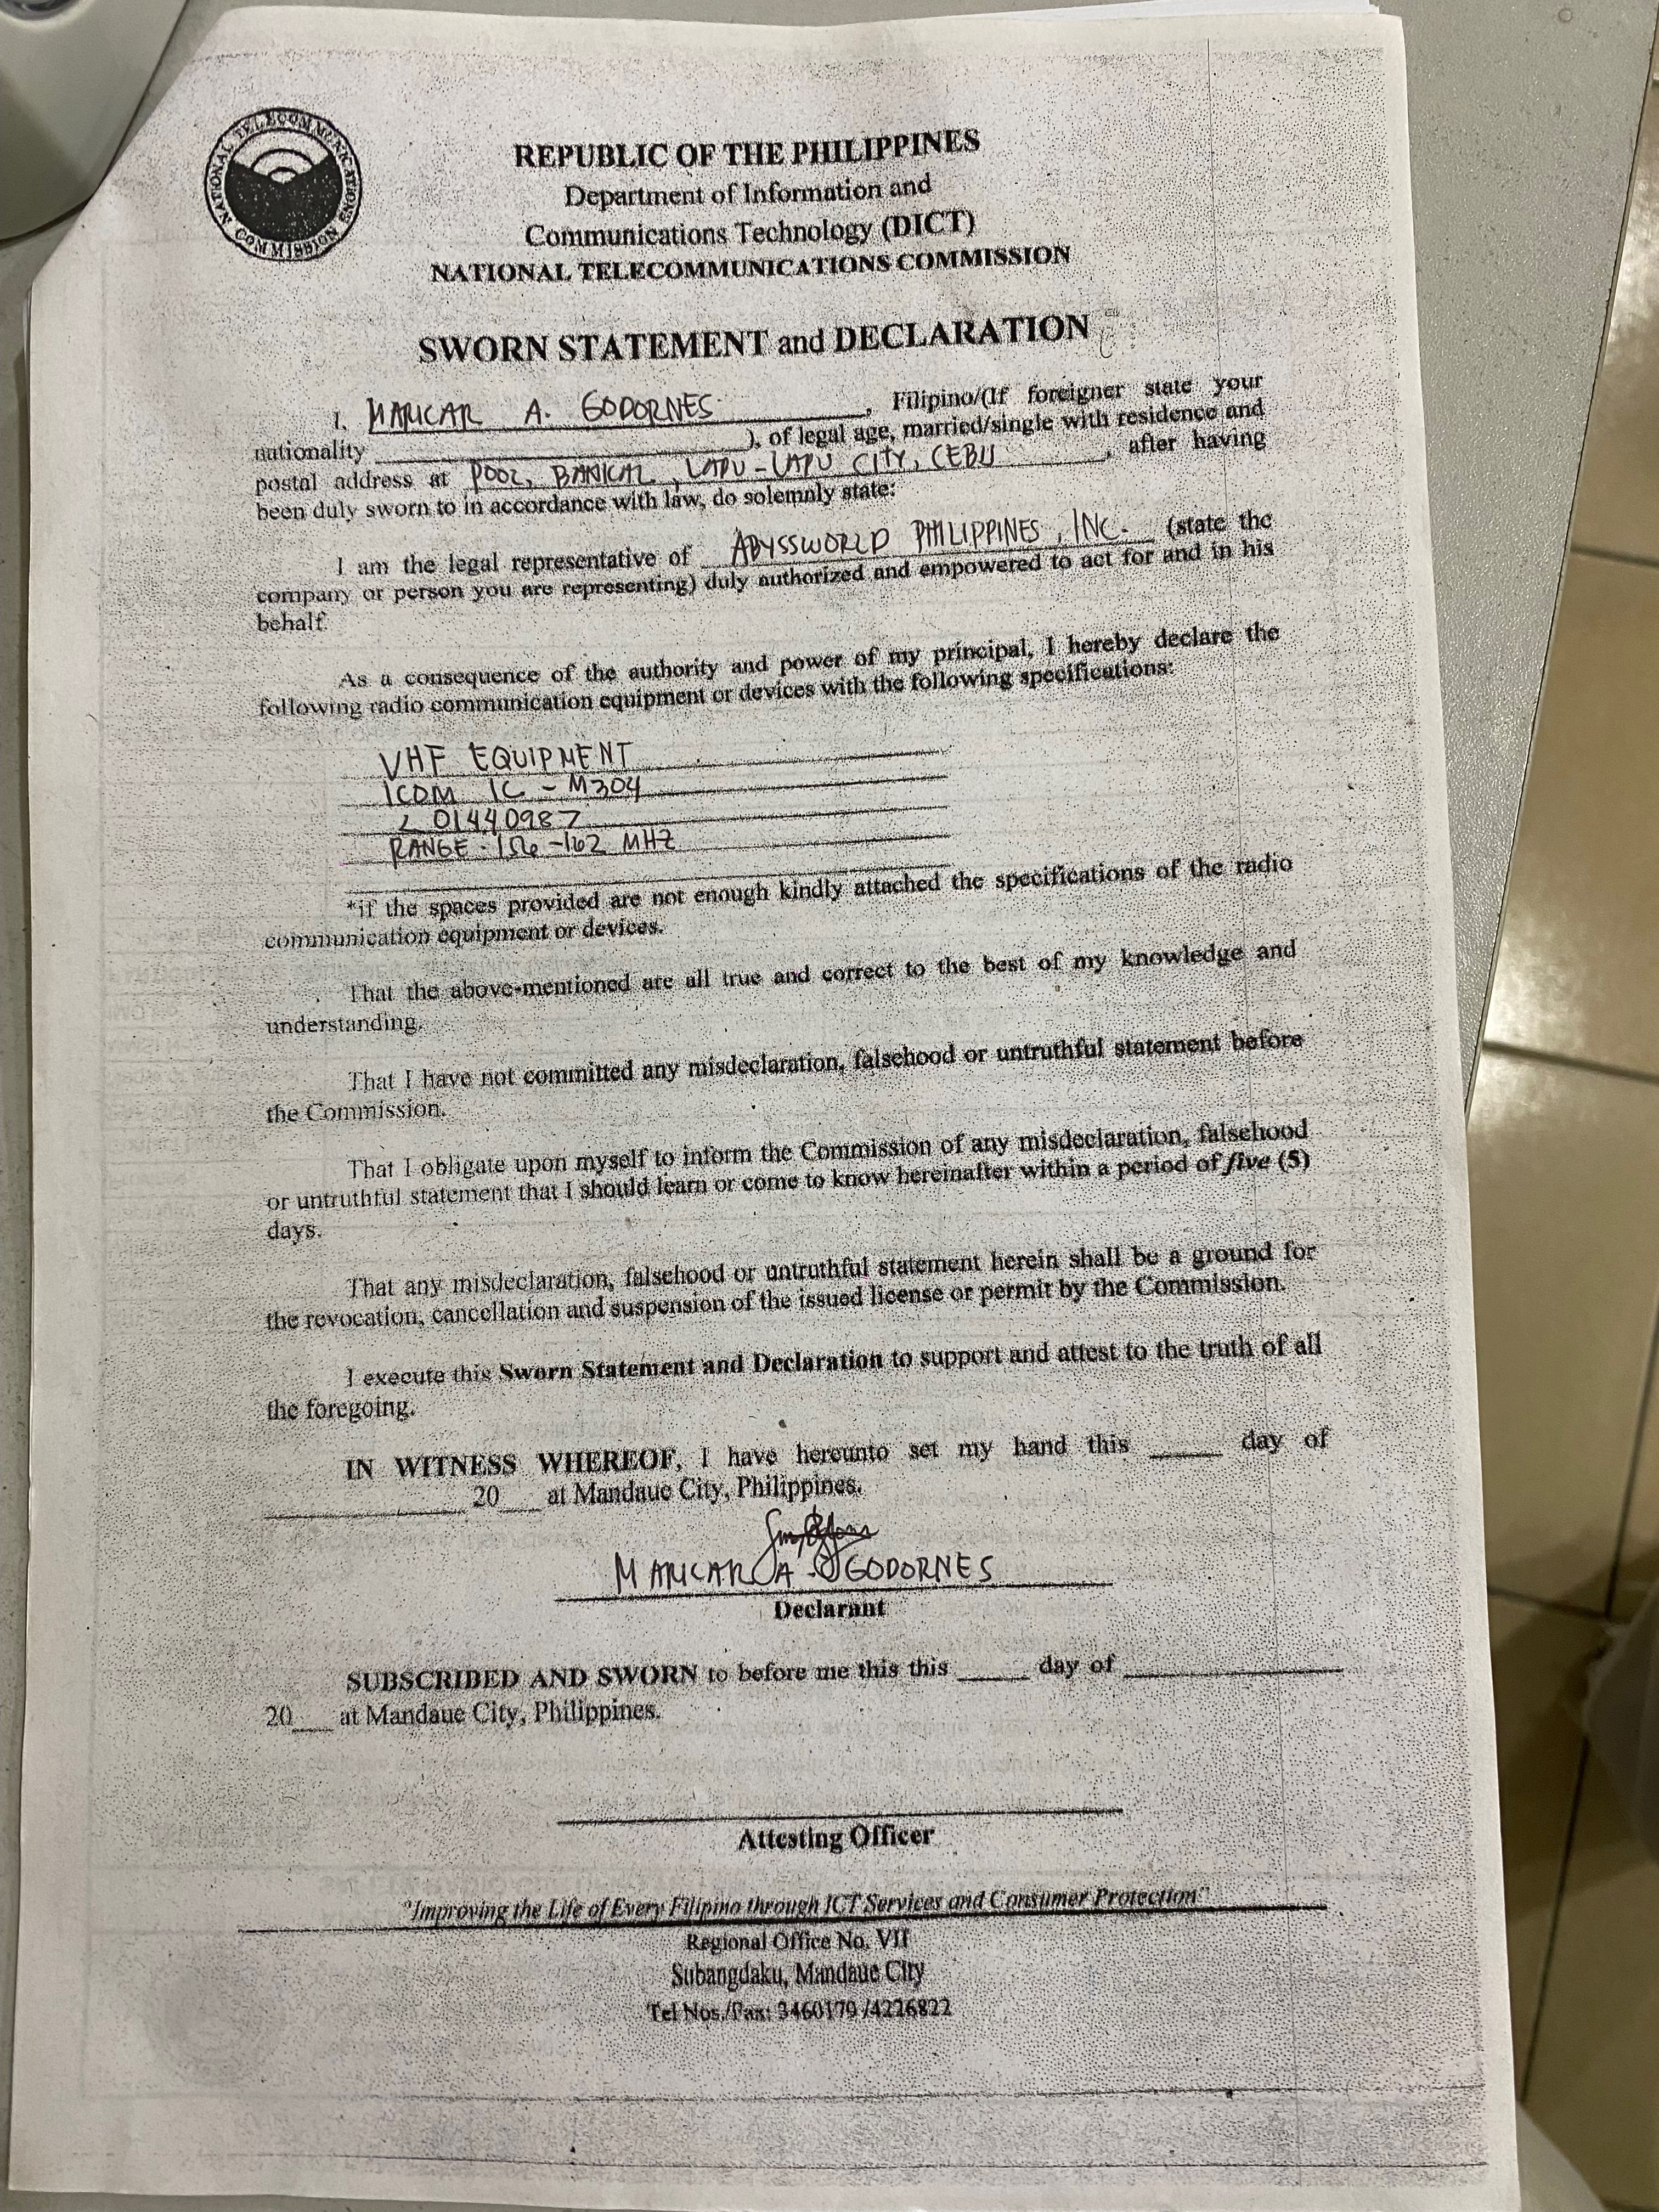 NATIONAL TELECOMMUNICATIONS COMMISSION
REPUBLIC OF THE PHILIPPINES
Department of Information and
Communications Technology (DICT)
NATIONAL TELECOMMUNICATIONS COMMISSION
SWORN STATEMENT and DECLARATION
I, MARICAR A. GODORNES, Filipino/(If foreigner state your
nationality ), of legal age, married/single with residence and
postal address at POOL, BANICAL, LAPU-LAPU CITY, CEBU, after having
been duly sworn to in accordance with law, do solemnly state:
I am the legal representative of ABYSSWORLD PHILIPPINES, INC. (state the
company or person you are representing) duly authorized and empowered to act for and in his
behalf.
As a consequence of the authority and power of my principal, I hereby declare the
following radio communication equipment or devices with the following specifications:
VHF EQUIPMENT
ICOM IC - M304
01440987
RANGE - 156 -162 MHZ
*if the spaces provided are not enough kindly attached the specifications of the radio
communication equipment or devices.
That the above-mentioned are all true and correct to the best of my knowledge and
understanding.
That I have not committed any misdeclaration, falsehood or untruthful statement before
the Commission.
That I obligate upon myself to inform the Commission of any misdeclaration, falsehood
or untruthful statement that I should learn or come to know hereinafter within a period of five (5)
days.
That any misdeclaration, falsehood or untruthful statement herein shall be a ground for
the revocation, cancellation and suspension of the issued license or permit by the Commission.
I execute this Sworn Statement and Declaration to support and attest to the truth of all
the foregoing.
IN WITNESS WHEREOF, I have hereunto set my hand this ____ day of
____ 20__ at Mandaue City, Philippines.
MARICAR A. GODORNES
Declarant
SUBSCRIBED AND SWORN to before me this this ____ day of ____
20__ at Mandaue City, Philippines.
Attesting Officer
"Improving the Life of Every Filipino through ICT Services and Consumer Protection"
Regional Office No. VII
Subangdaku, Mandaue City
Tel Nos./Fax: 3460179 /4226822